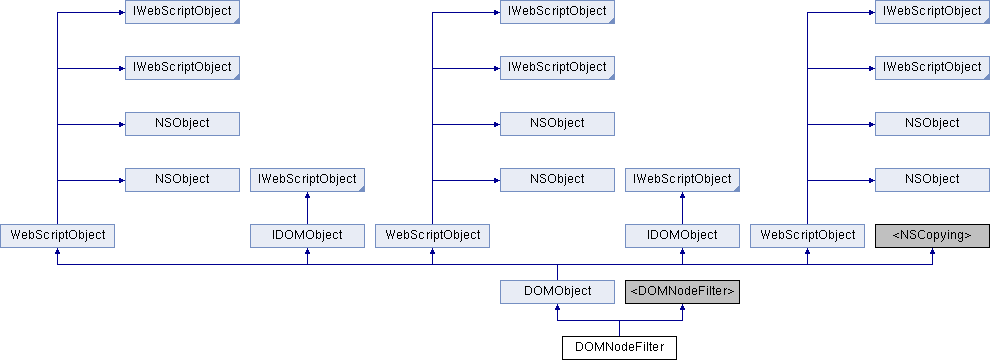 IWebScriptObject IWebScriptObject IWebScriptObject
IWebScriptObject IWebScriptObject IWebScriptObject
NSObject NSObject NSObject
NSObject IWebScriptObject NSObject IWebScriptObject NSObject
WebScriptObject IDOMObject WebScriptObject IDOMObject WebScriptObject <NSCopying>
DOMObject <DOMNodeFilter>
DOMNodeFilter